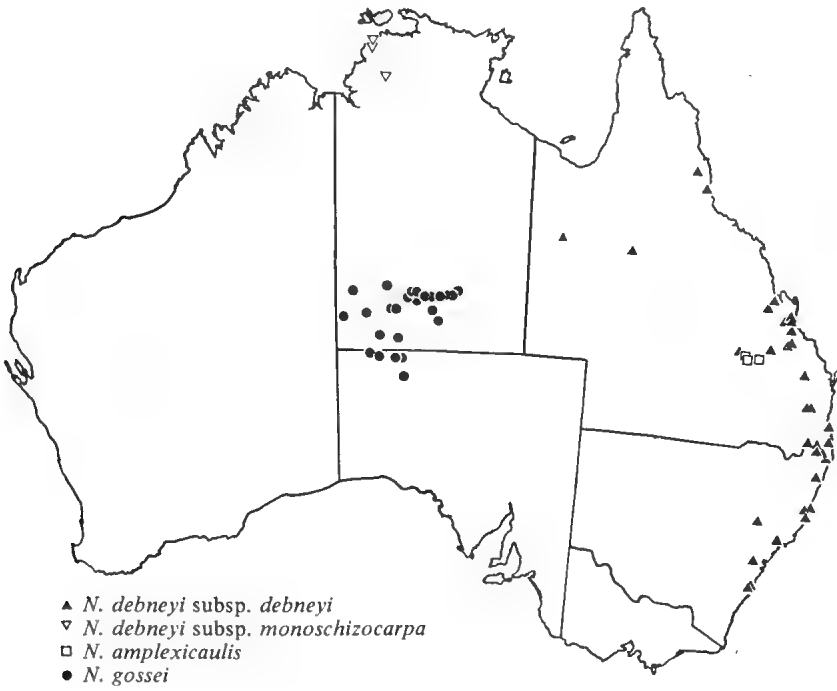 N. debneyi subsp. debneyi
N. debneyi subsp. monoschizocarpa
N. amplexicaulis
N. gossei